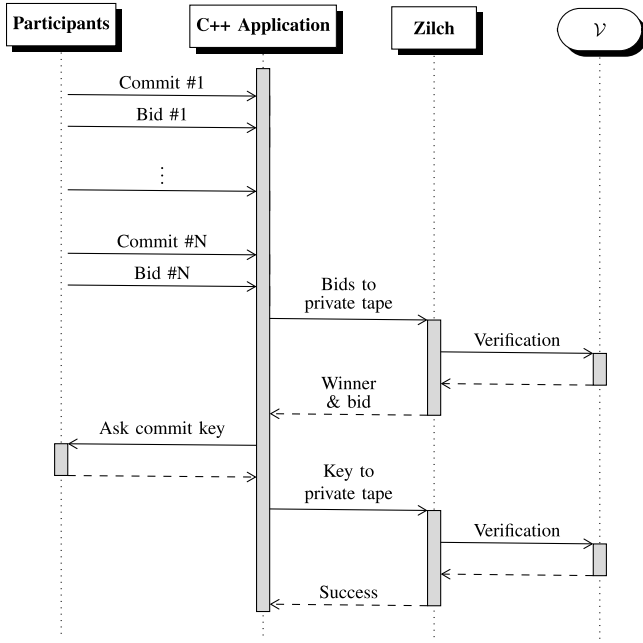 Participants
C++ Application
Zilch
𝒱
Commit #1
Bid #1
⋮
Commit #N
Bid #N
Bids to
private tape
Verification
Winner
& bid
Ask commit key
Key to
private tape
Verification
Success